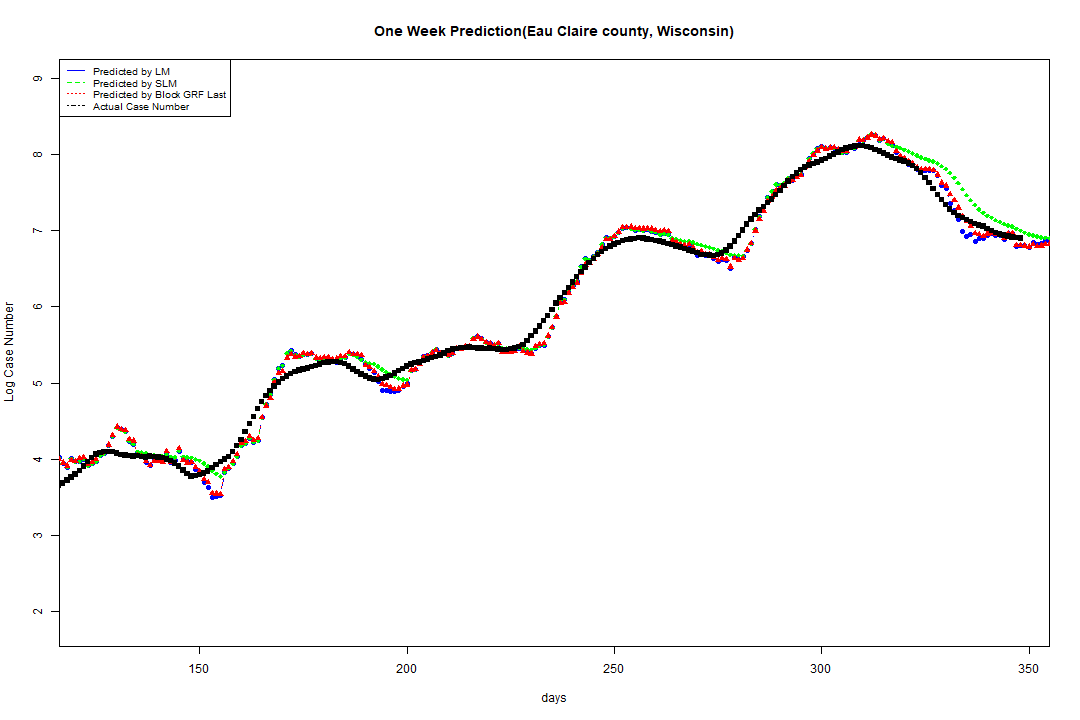 One Week Prediction(Eau Claire county, Wisconsin)
Predicted by LM
Predicted by SLM
Predicted by Block GRF Last
Actual Case Number
9
8
7
6
5
4
3
2
Log Case Number
150 200 250 300 350
days